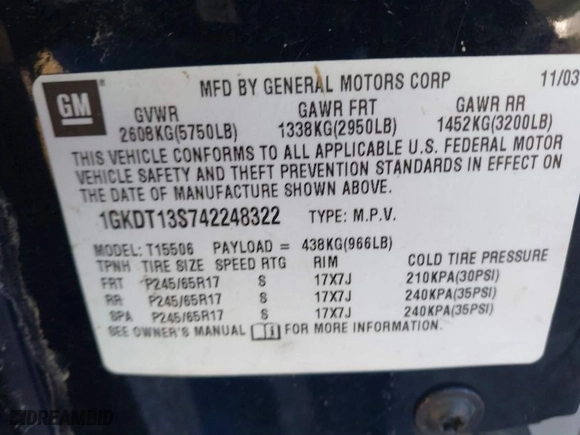 GM
MFD BY GENERAL MOTORS CORP 11/03
GVWR GAWR FRT GAWR RR
2608KG(5750LB) 1338KG(2950LB) 1452KG(3200LB)
THIS VEHICLE CONFORMS TO ALL APPLICABLE U.S. FEDERAL MOTOR
VEHICLE SAFETY AND THEFT PREVENTION STANDARDS IN EFFECT ON
THE DATE OF MANUFACTURE SHOWN ABOVE.
1GKDT13S742248322 TYPE: M.P.V.
MODEL: T15506 PAYLOAD = 438KG(966LB)
TPNH TIRE SIZE SPEED RTG RIM COLD TIRE PRESSURE
FRT P245/65R17 S 17X7J 210KPA(30PSI)
RR P245/65R17 S 17X7J 240KPA(35PSI)
SPA P245/65R17 S 17X7J 240KPA(35PSI)
SEE OWNER'S MANUAL FOR MORE INFORMATION.
DREAMBID